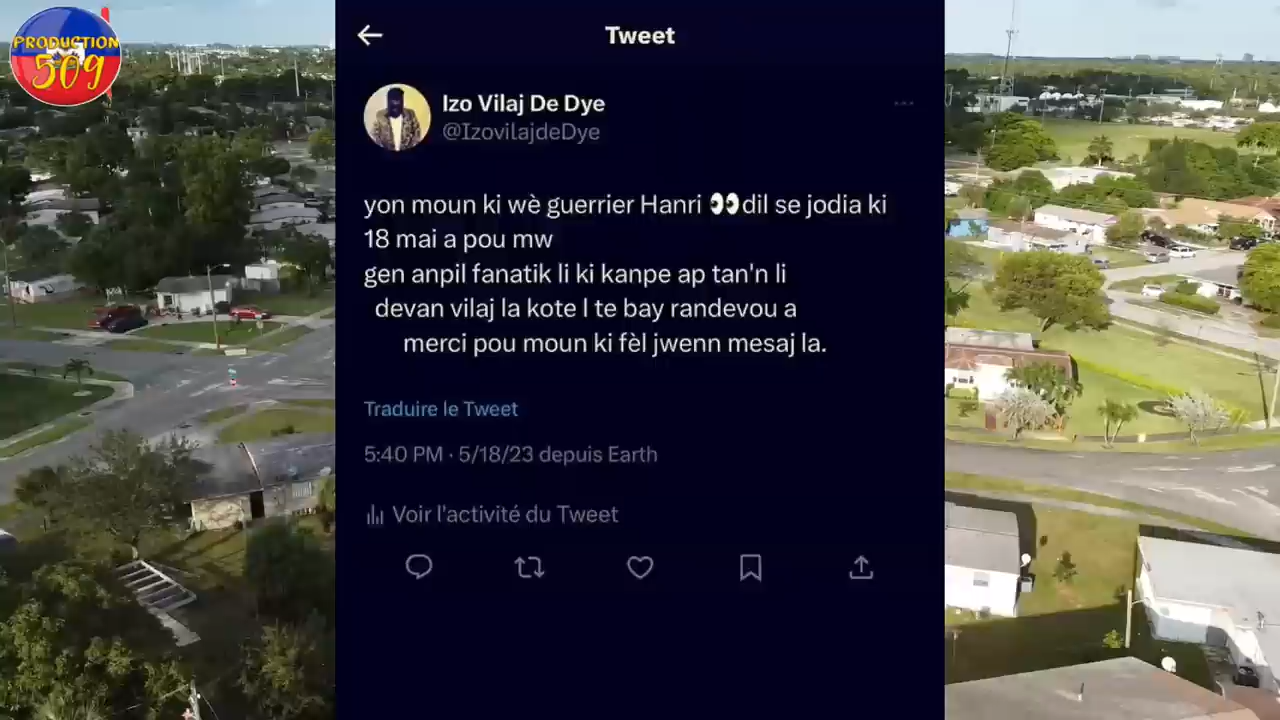 PRODUCTION
509
Tweet
Izo Vilaj De Dye
@IzovilajdeDye
yon moun ki wè guerrier Hanri 👀dil se jodia ki
18 mai a pou mw
gen anpil fanatik li ki kanpe ap tan'n li
devan vilaj la kote l te bay randevou a
merci pou moun ki fèl jwenn mesaj la.
Traduire le Tweet
5:40 PM · 5/18/23 depuis Earth
Voir l'activité du Tweet